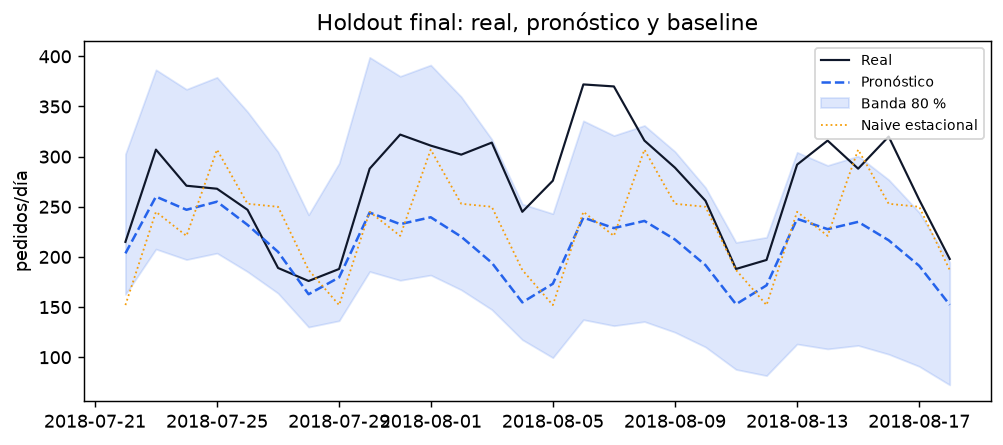 Holdout final: real, pronóstico y baseline
400
350
300
250
200
150
100
pedidos/día
Real
Pronóstico
Banda 80 %
Naive estacional
2018-07-21
2018-07-25
2018-07-29
2018-08-01
2018-08-05
2018-08-09
2018-08-13
2018-08-17